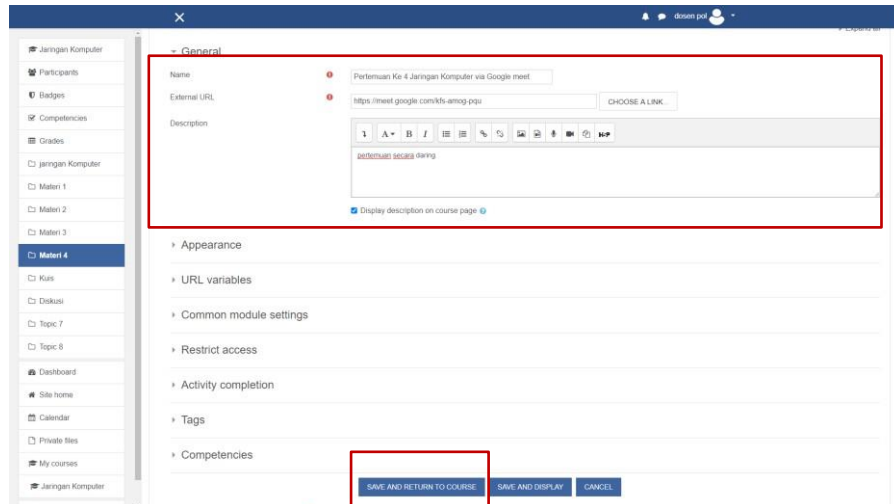 dosen pol
Expand all
Jaringan Komputer
Participants
Badges
Competencies
Grades
jaringan Komputer
Materi 1
Materi 2
Materi 3
Materi 4
Kuis
Diskusi
Topic 7
Topic 8
Dashboard
Site home
Calendar
Private files
My courses
Jaringan Komputer
General
Name
Pertemuan Ke 4 Jaringan Komputer via Google meet
External URL
https://meet.google.com/kfs-amog-pqu
CHOOSE A LINK...
Description
A B I H-P
pertemuan secara daring
Display description on course page
Appearance
URL variables
Common module settings
Restrict access
Activity completion
Tags
Competencies
SAVE AND RETURN TO COURSE
SAVE AND DISPLAY
CANCEL